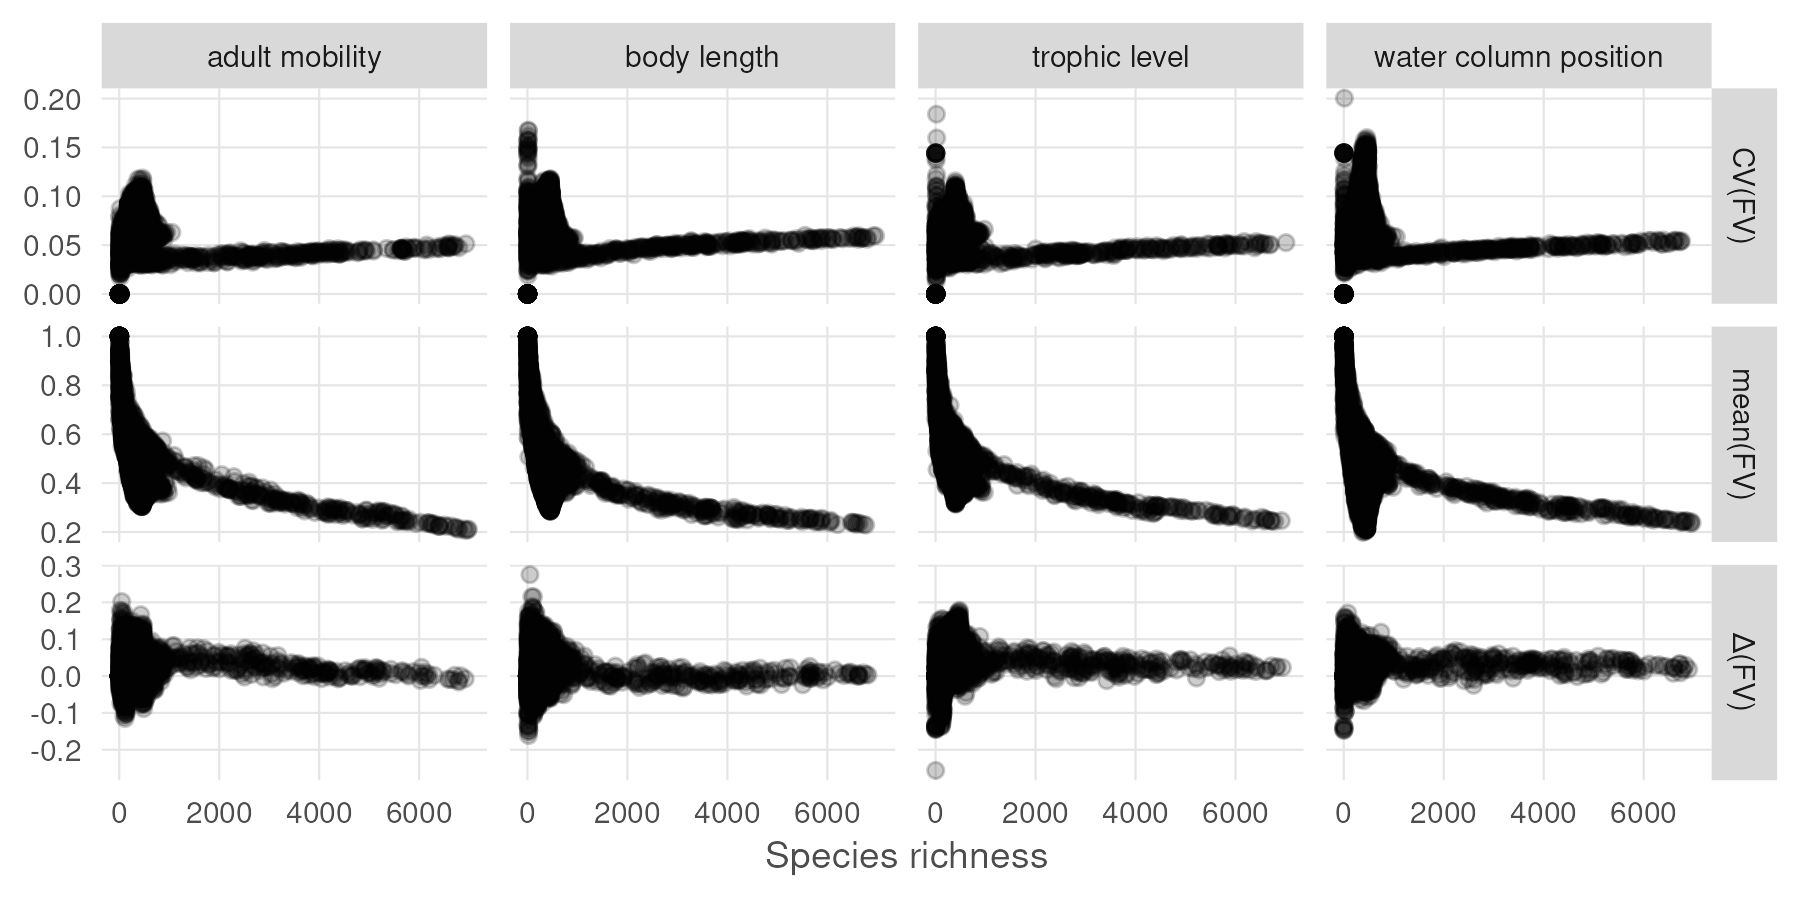 adult mobility body length trophic level water column position
0.20
0.15
0.10
0.05
0.00
CV(FV)
1.0
0.8
0.6
0.4
0.2
mean(FV)
0.3
0.2
0.1
0.0
-0.1
-0.2
Δ(FV)
0 2000 4000 6000 0 2000 4000 6000 0 2000 4000 6000 0 2000 4000 6000
Species richness